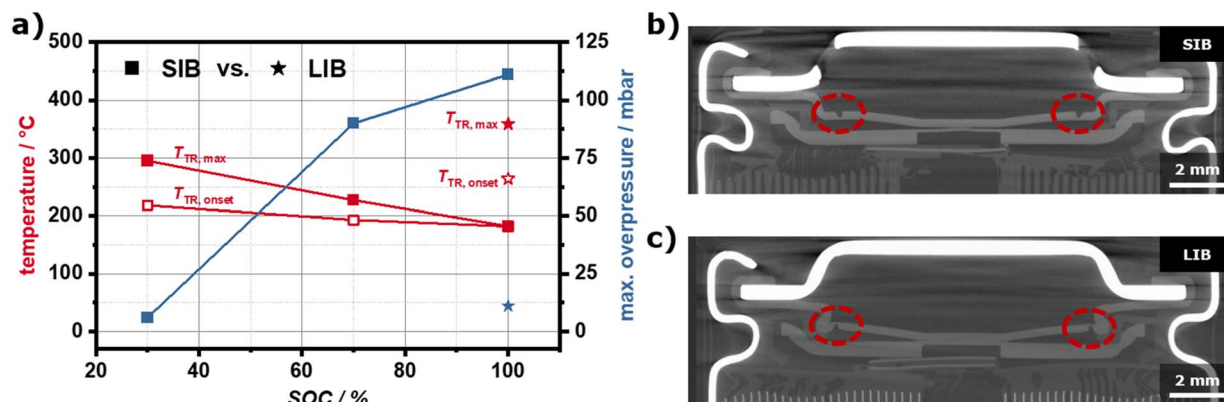 a)
500
400
300
200
100
0
temperature / °C
SIB vs. LIB
T_TR, max
T_TR, onset
T_TR, max
T_TR, onset
125
100
75
50
25
0
max. overpressure / mbar
20 40 60 80 100
SOC / %
b)
SIB
2 mm
c)
LIB
2 mm